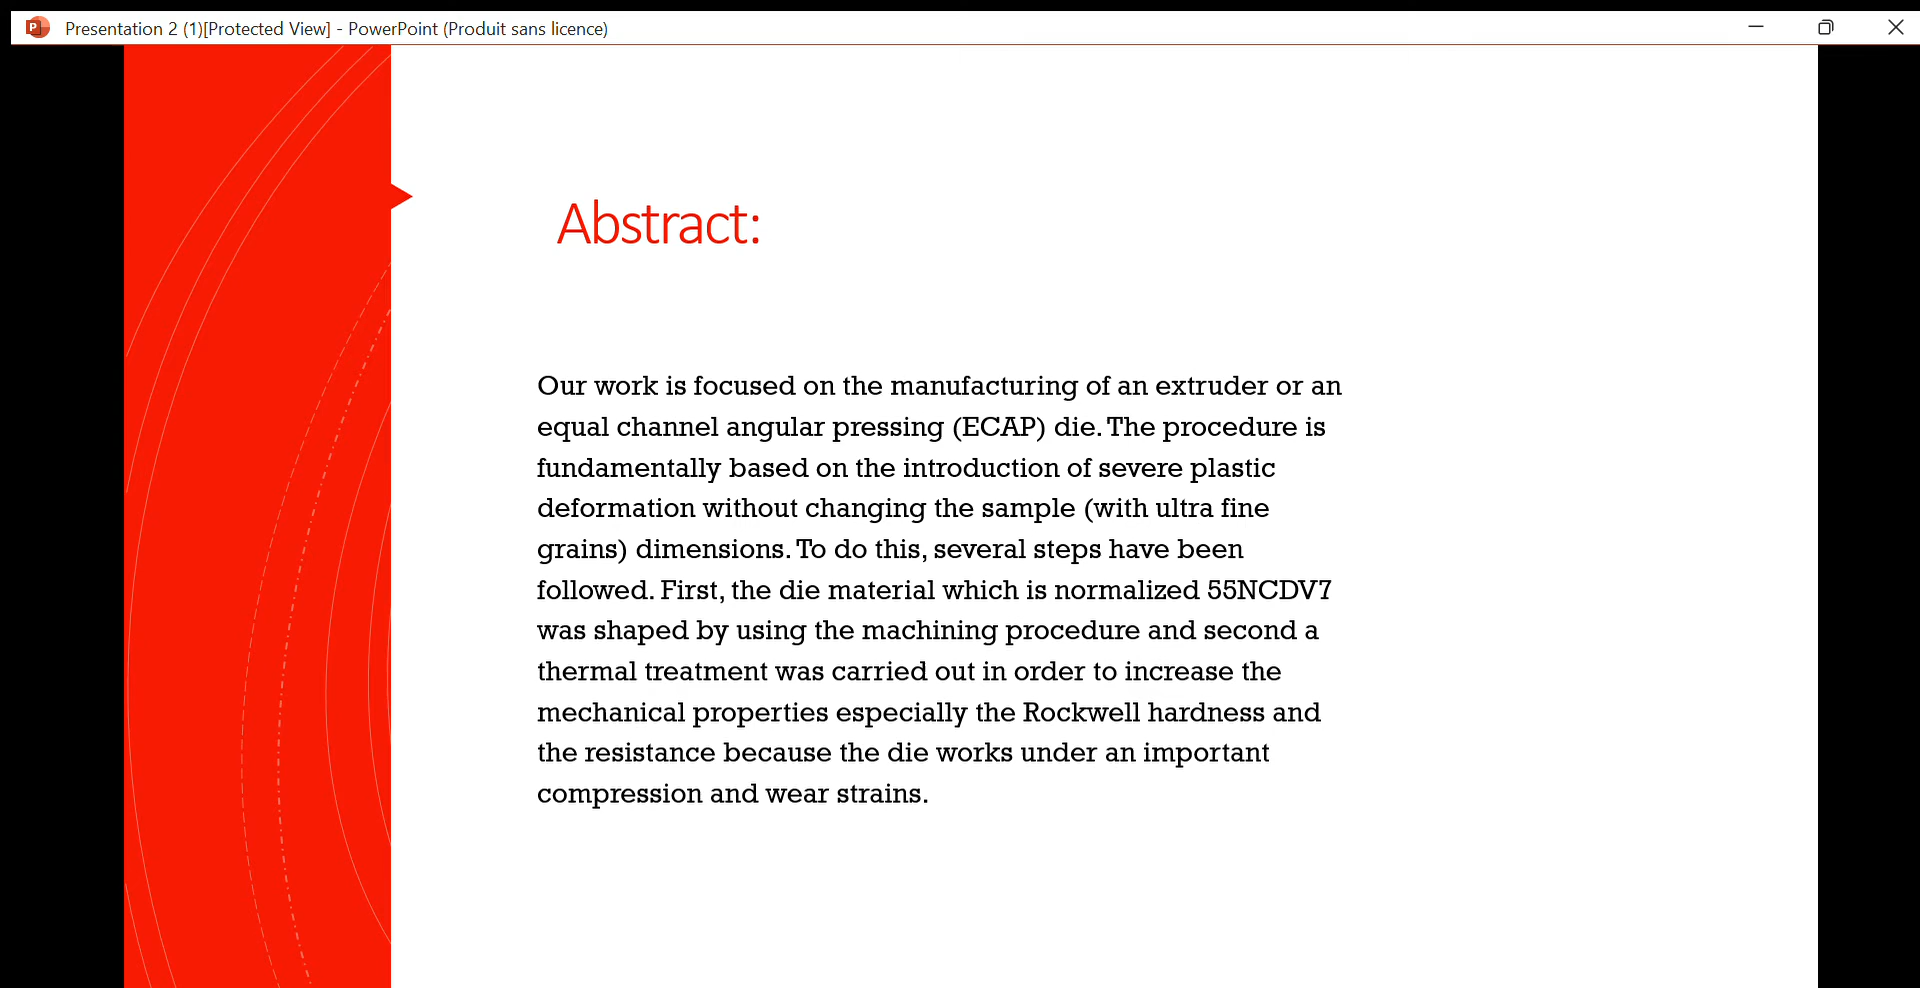 Presentation 2 (1)[Protected View] - PowerPoint (Produit sans licence)
Abstract:
Our work is focused on the manufacturing of an extruder or an
equal channel angular pressing (ECAP) die. The procedure is
fundamentally based on the introduction of severe plastic
deformation without changing the sample (with ultra fine
grains) dimensions. To do this, several steps have been
followed. First, the die material which is normalized 55NCDV7
was shaped by using the machining procedure and second a
thermal treatment was carried out in order to increase the
mechanical properties especially the Rockwell hardness and
the resistance because the die works under an important
compression and wear strains.